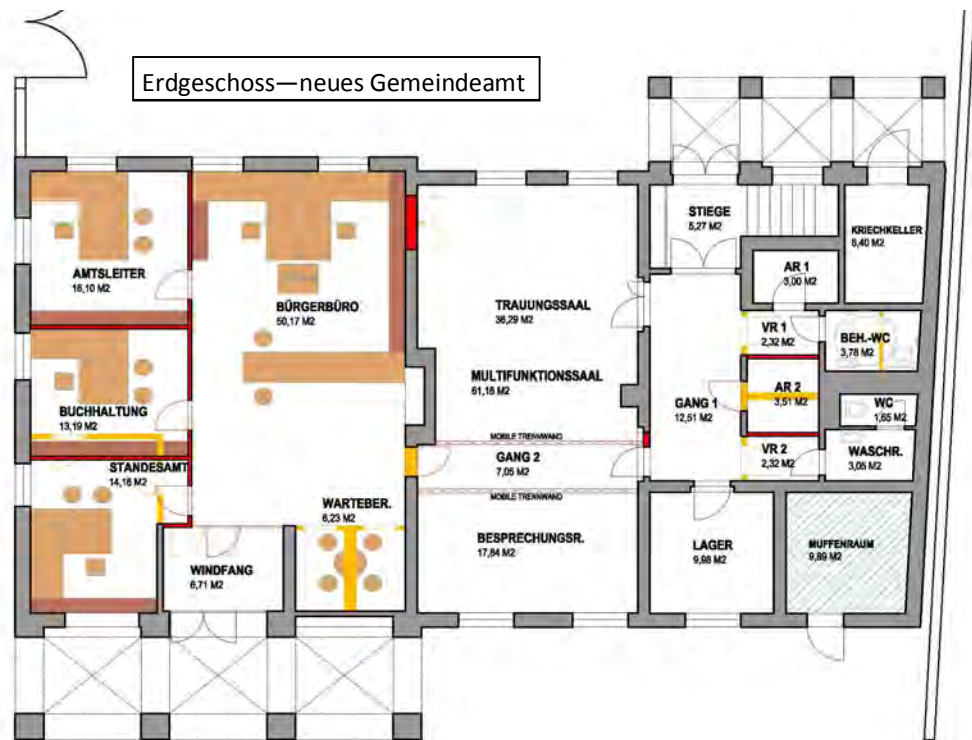 Erdgeschoss—neues Gemeindeamt
AMTSLEITER
16,10 M2
BÜRGERBÜRO
50,17 M2
BUCHHALTUNG
13,19 M2
STANDESAMT
14,16 M2
WINDFANG
6,71 M2
WARTEBER.
8,23 M2
TRAUUNGSSAAL
36,29 M2
MULTIFUNKTIONSSAAL
61,18 M2
MOBILE TRENNWAND
GANG 2
7,05 M2
MOBILE TRENNWAND
BESPRECHUNGSR.
17,84 M2
STIEGE
5,27 M2
GANG 1
12,51 M2
LAGER
9,98 M2
AR 1
3,00 M2
VR 1
2,32 M2
AR 2
3,51 M2
VR 2
2,32 M2
KRIECHKELLER
6,40 M2
BEH.-WC
3,78 M2
WC
1,65 M2
WASCHR.
3,05 M2
MUFFENRAUM
9,89 M2